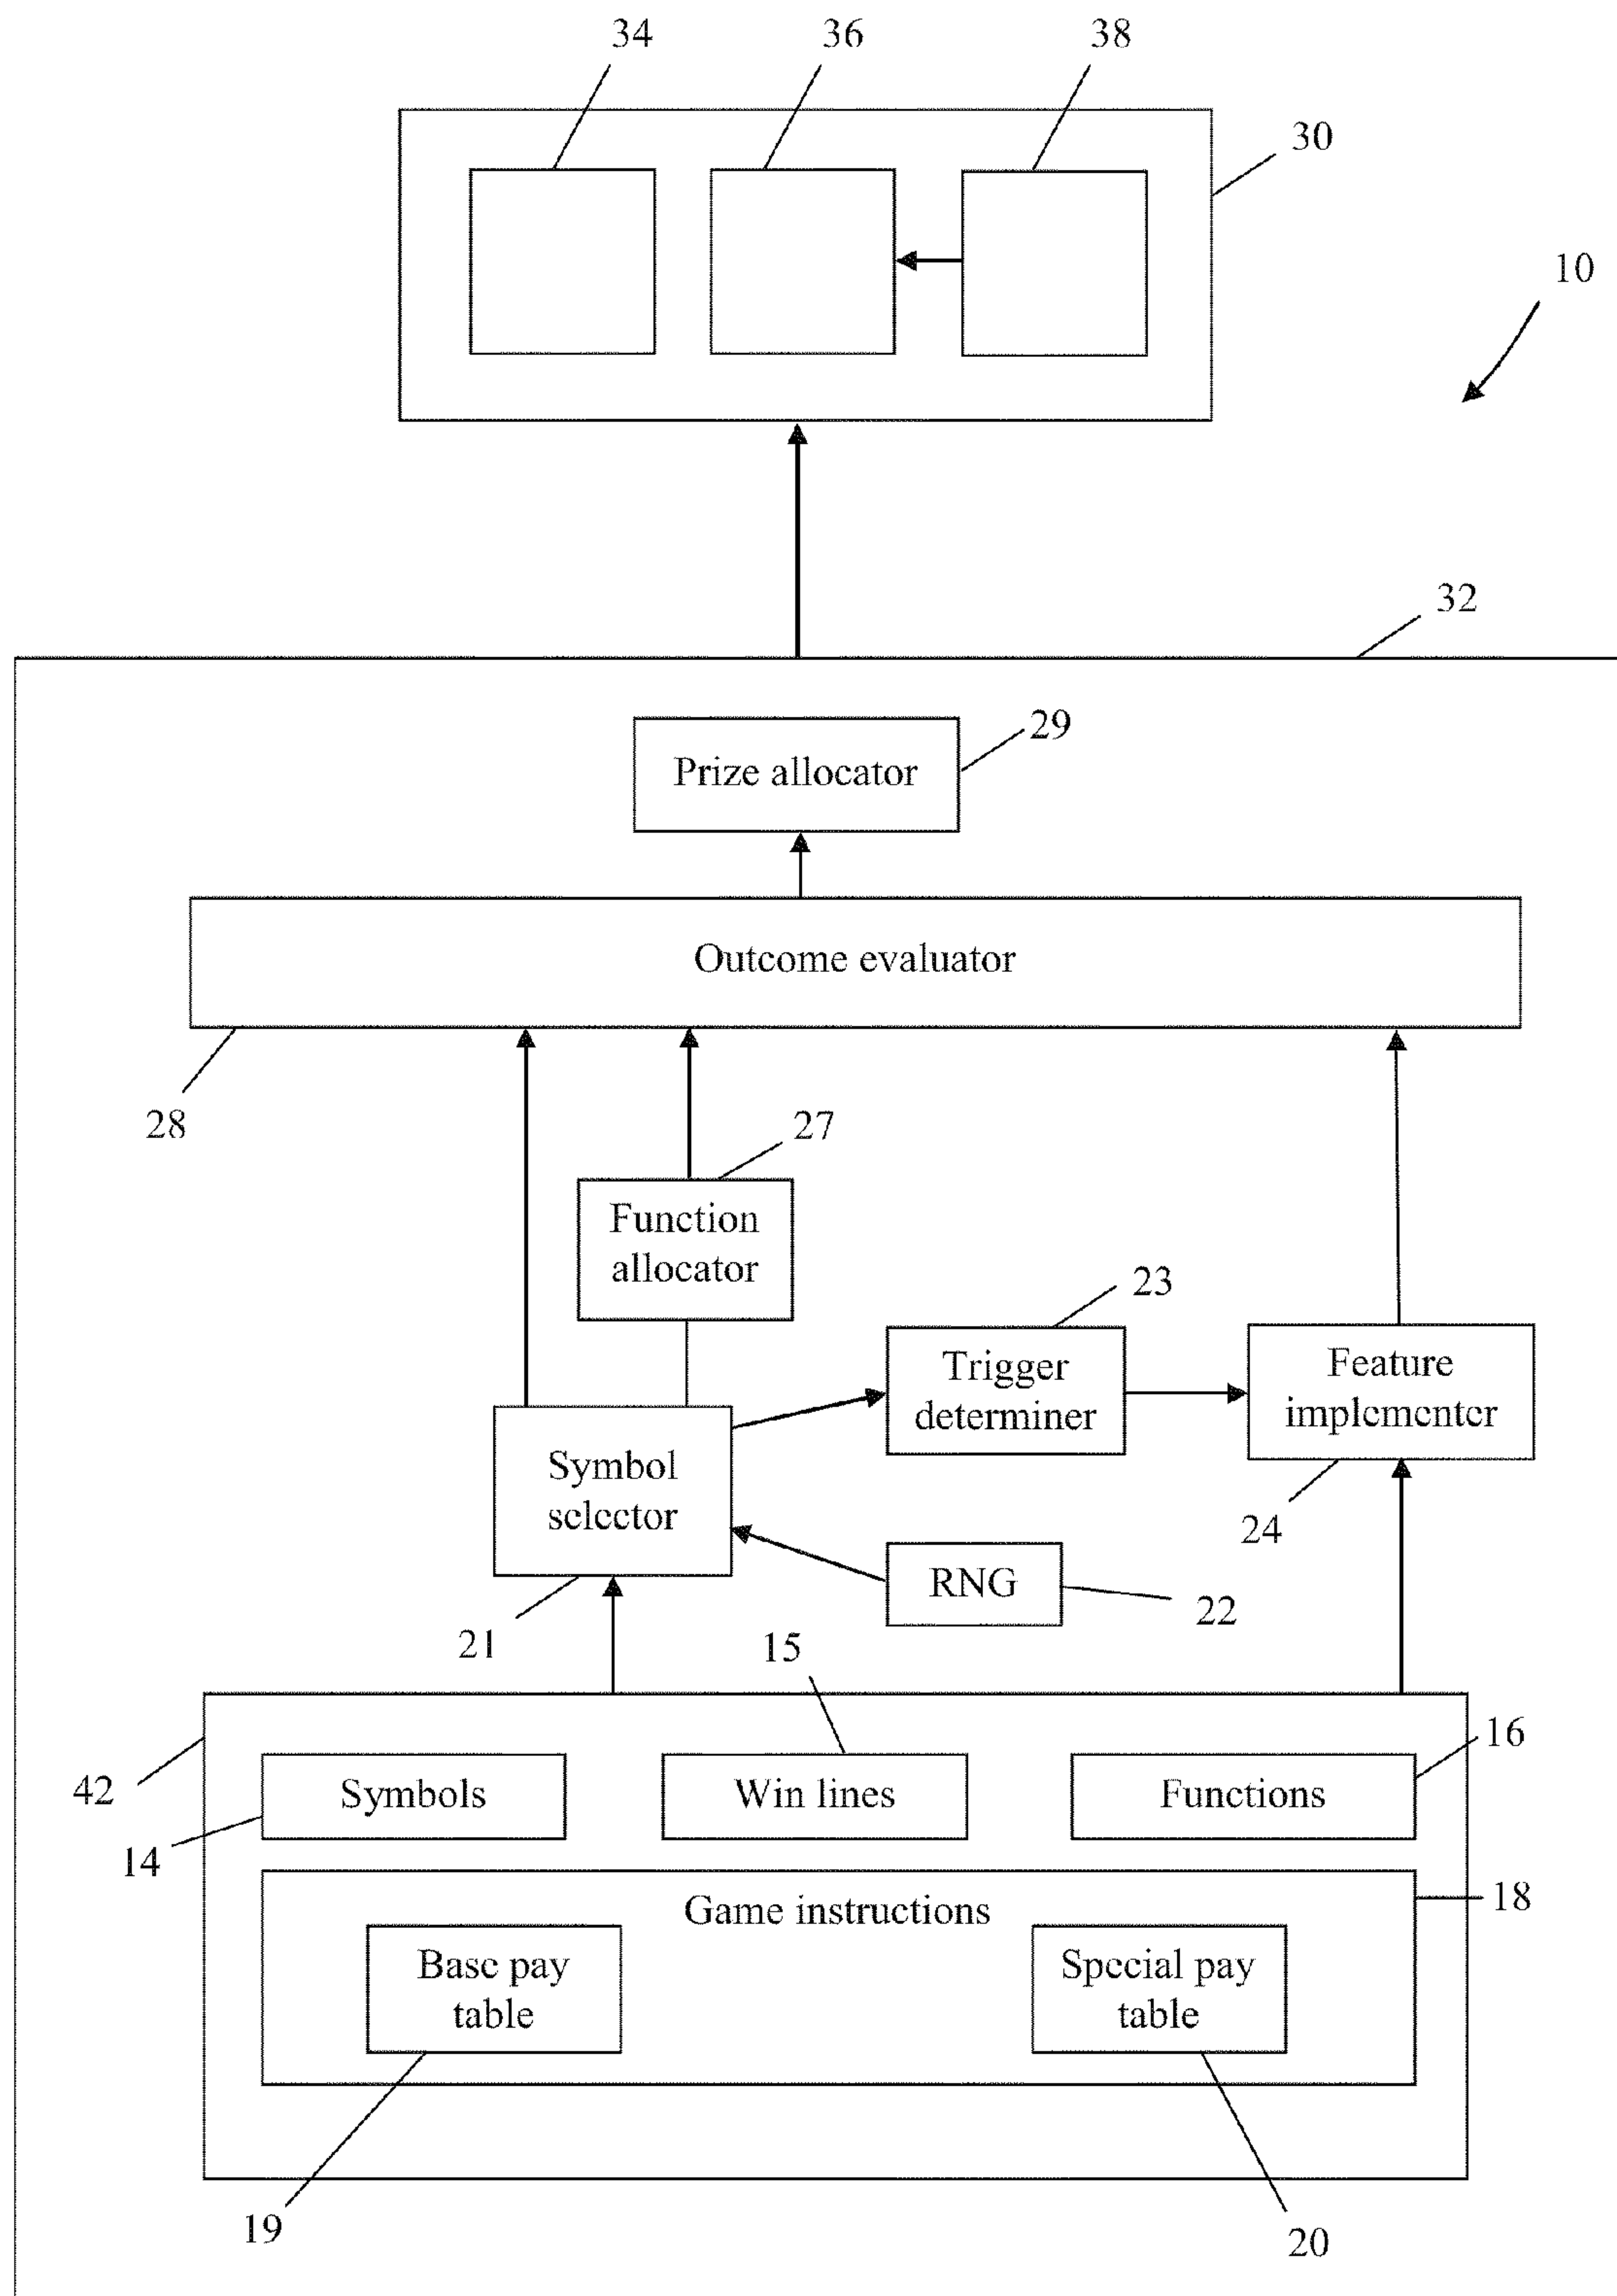 34
36
38
30
10
32
29
Prize allocator
Outcome evaluator
28
27
Function
allocator
23
Trigger
determiner
Feature
implementer
Symbol
selector
24
RNG
22
21
15
16
42
Symbols
Win lines
Functions
14
18
Game instructions
Base pay
table
Special pay
table
19
20